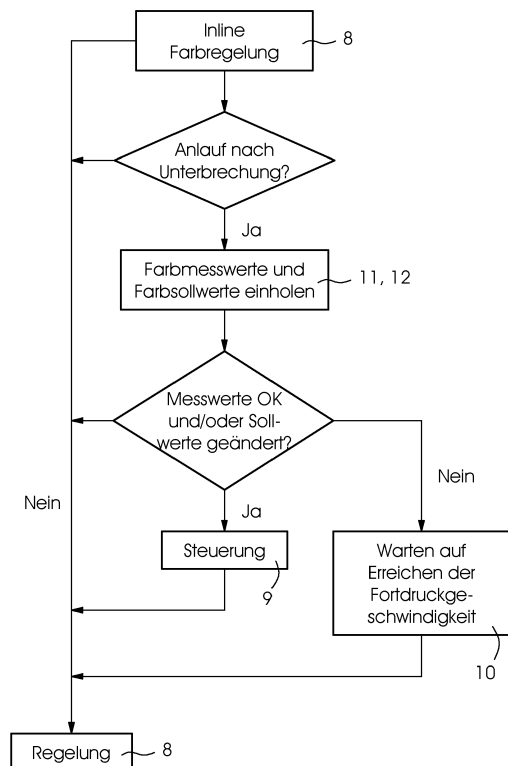 Inline
Farbregelung
8
Anlauf nach
Unterbrechung?
Ja
Farbmesswerte und
Farbsollwerte einholen
11, 12
Messwerte OK
und/oder Soll-
werte geändert?
Nein
Nein
Ja
Steuerung
9
Warten auf
Erreichen der
Fortdruckge-
schwindigkeit
10
Regelung
8